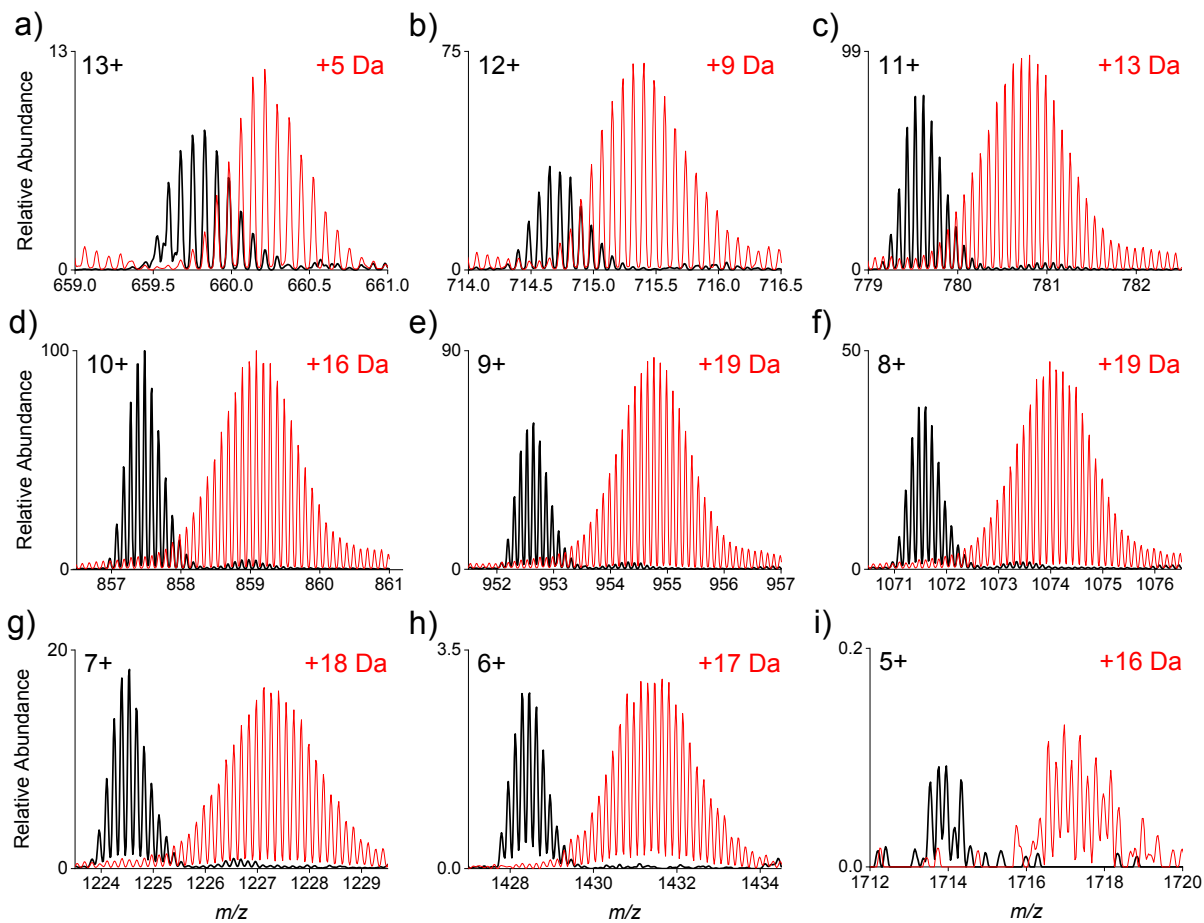 a)
13
13+
+5 Da
Relative Abundance
0
659.0 659.5 660.0 660.5 661.0
b)
75
12+
+9 Da
0
714.0 714.5 715.0 715.5 716.0 716.5
c)
99
11+
+13 Da
0
779 780 781 782
d)
100
10+
+16 Da
Relative Abundance
0
857 858 859 860 861
e)
90
9+
+19 Da
0
952 953 954 955 956 957
f)
50
8+
+19 Da
0
1071 1072 1073 1074 1075 1076
g)
20
7+
+18 Da
Relative Abundance
0
1224 1225 1226 1227 1228 1229
m/z
h)
3.5
6+
+17 Da
0.0
1428 1430 1432 1434
m/z
i)
0.2
5+
+16 Da
0.0
1712 1714 1716 1718 1720
m/z